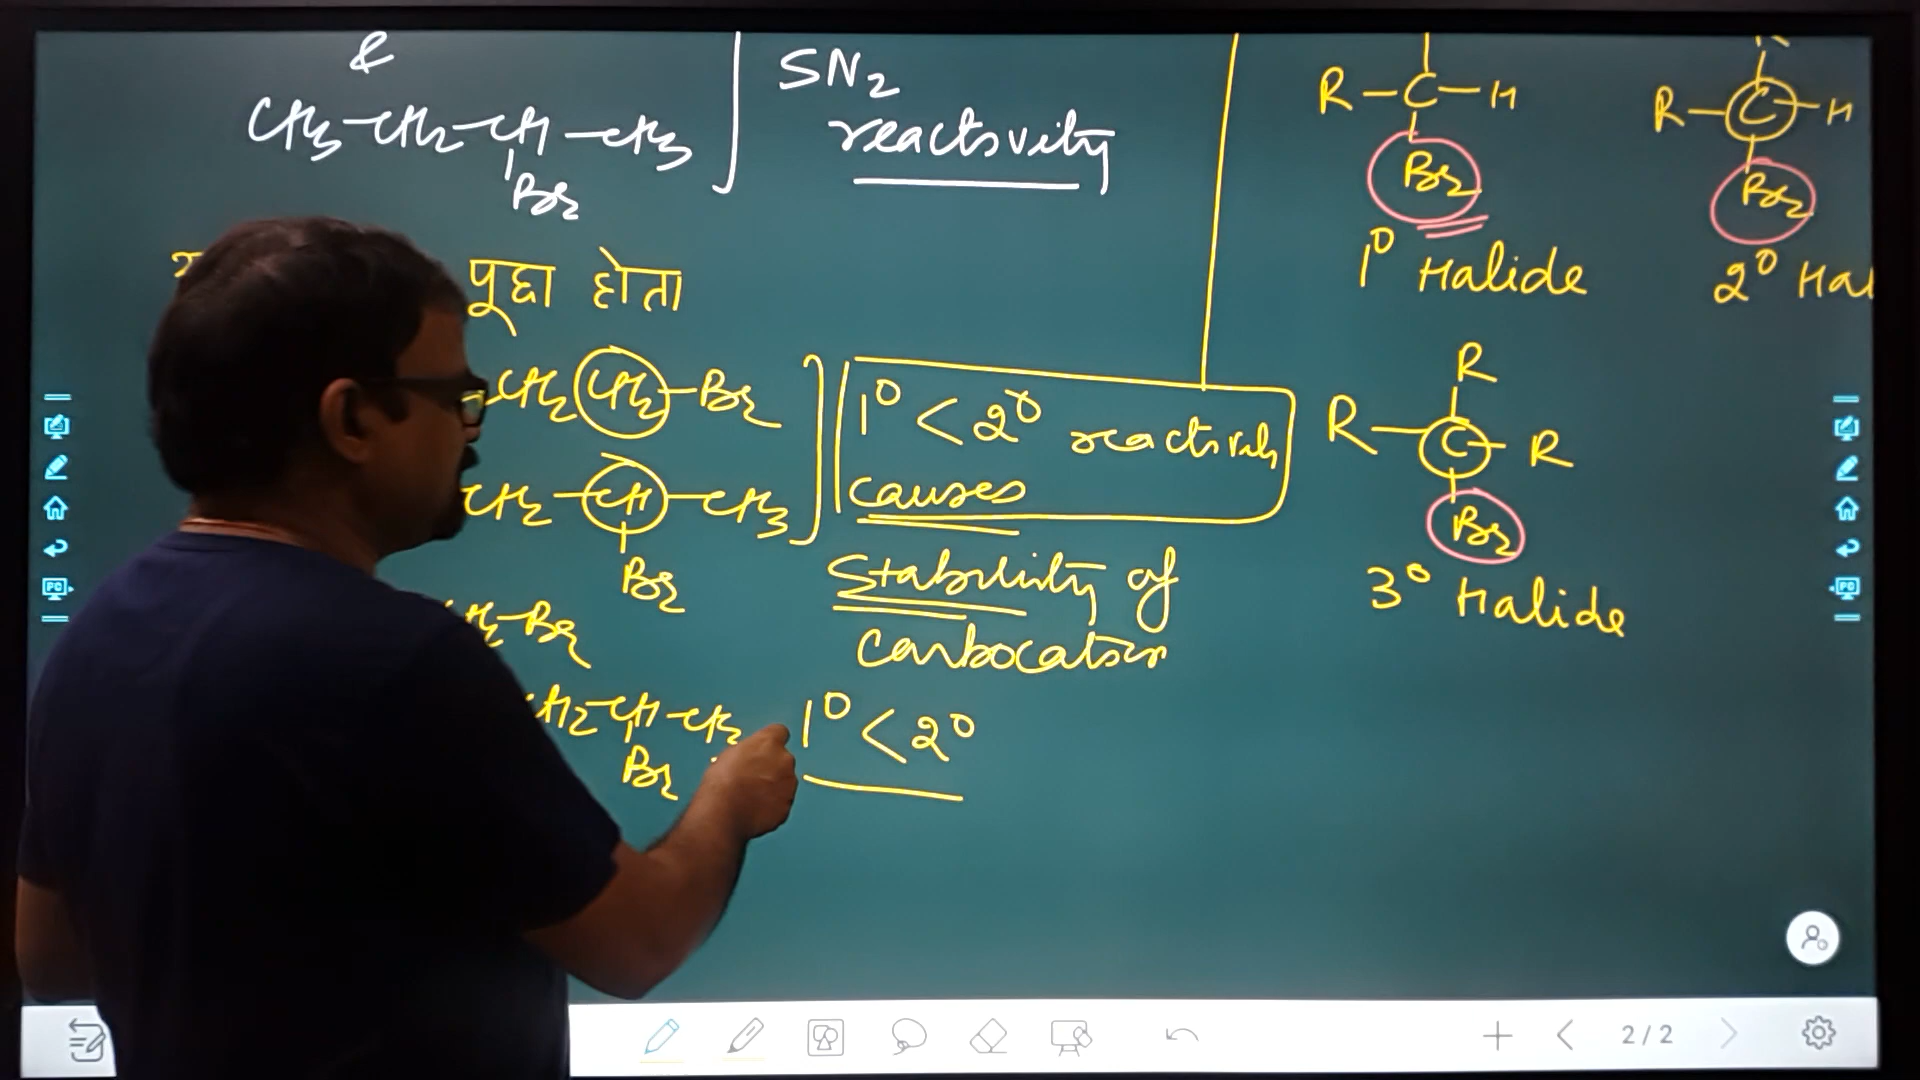 &
CH3-CH2-CH-CH3
Br
SN2
reactivity
पूछा होता
CH2 CH2-Br
CH2-CH-CH3
Br
1° < 2° reactivity
causes
Stability of
carbocation
-Br
CH2-CH-CH3
Br
1° < 2°
R-C-H
Br
1° Halide
R-C-H
Br
2° Hal
R
R-C-R
Br
3° Halide
2/2